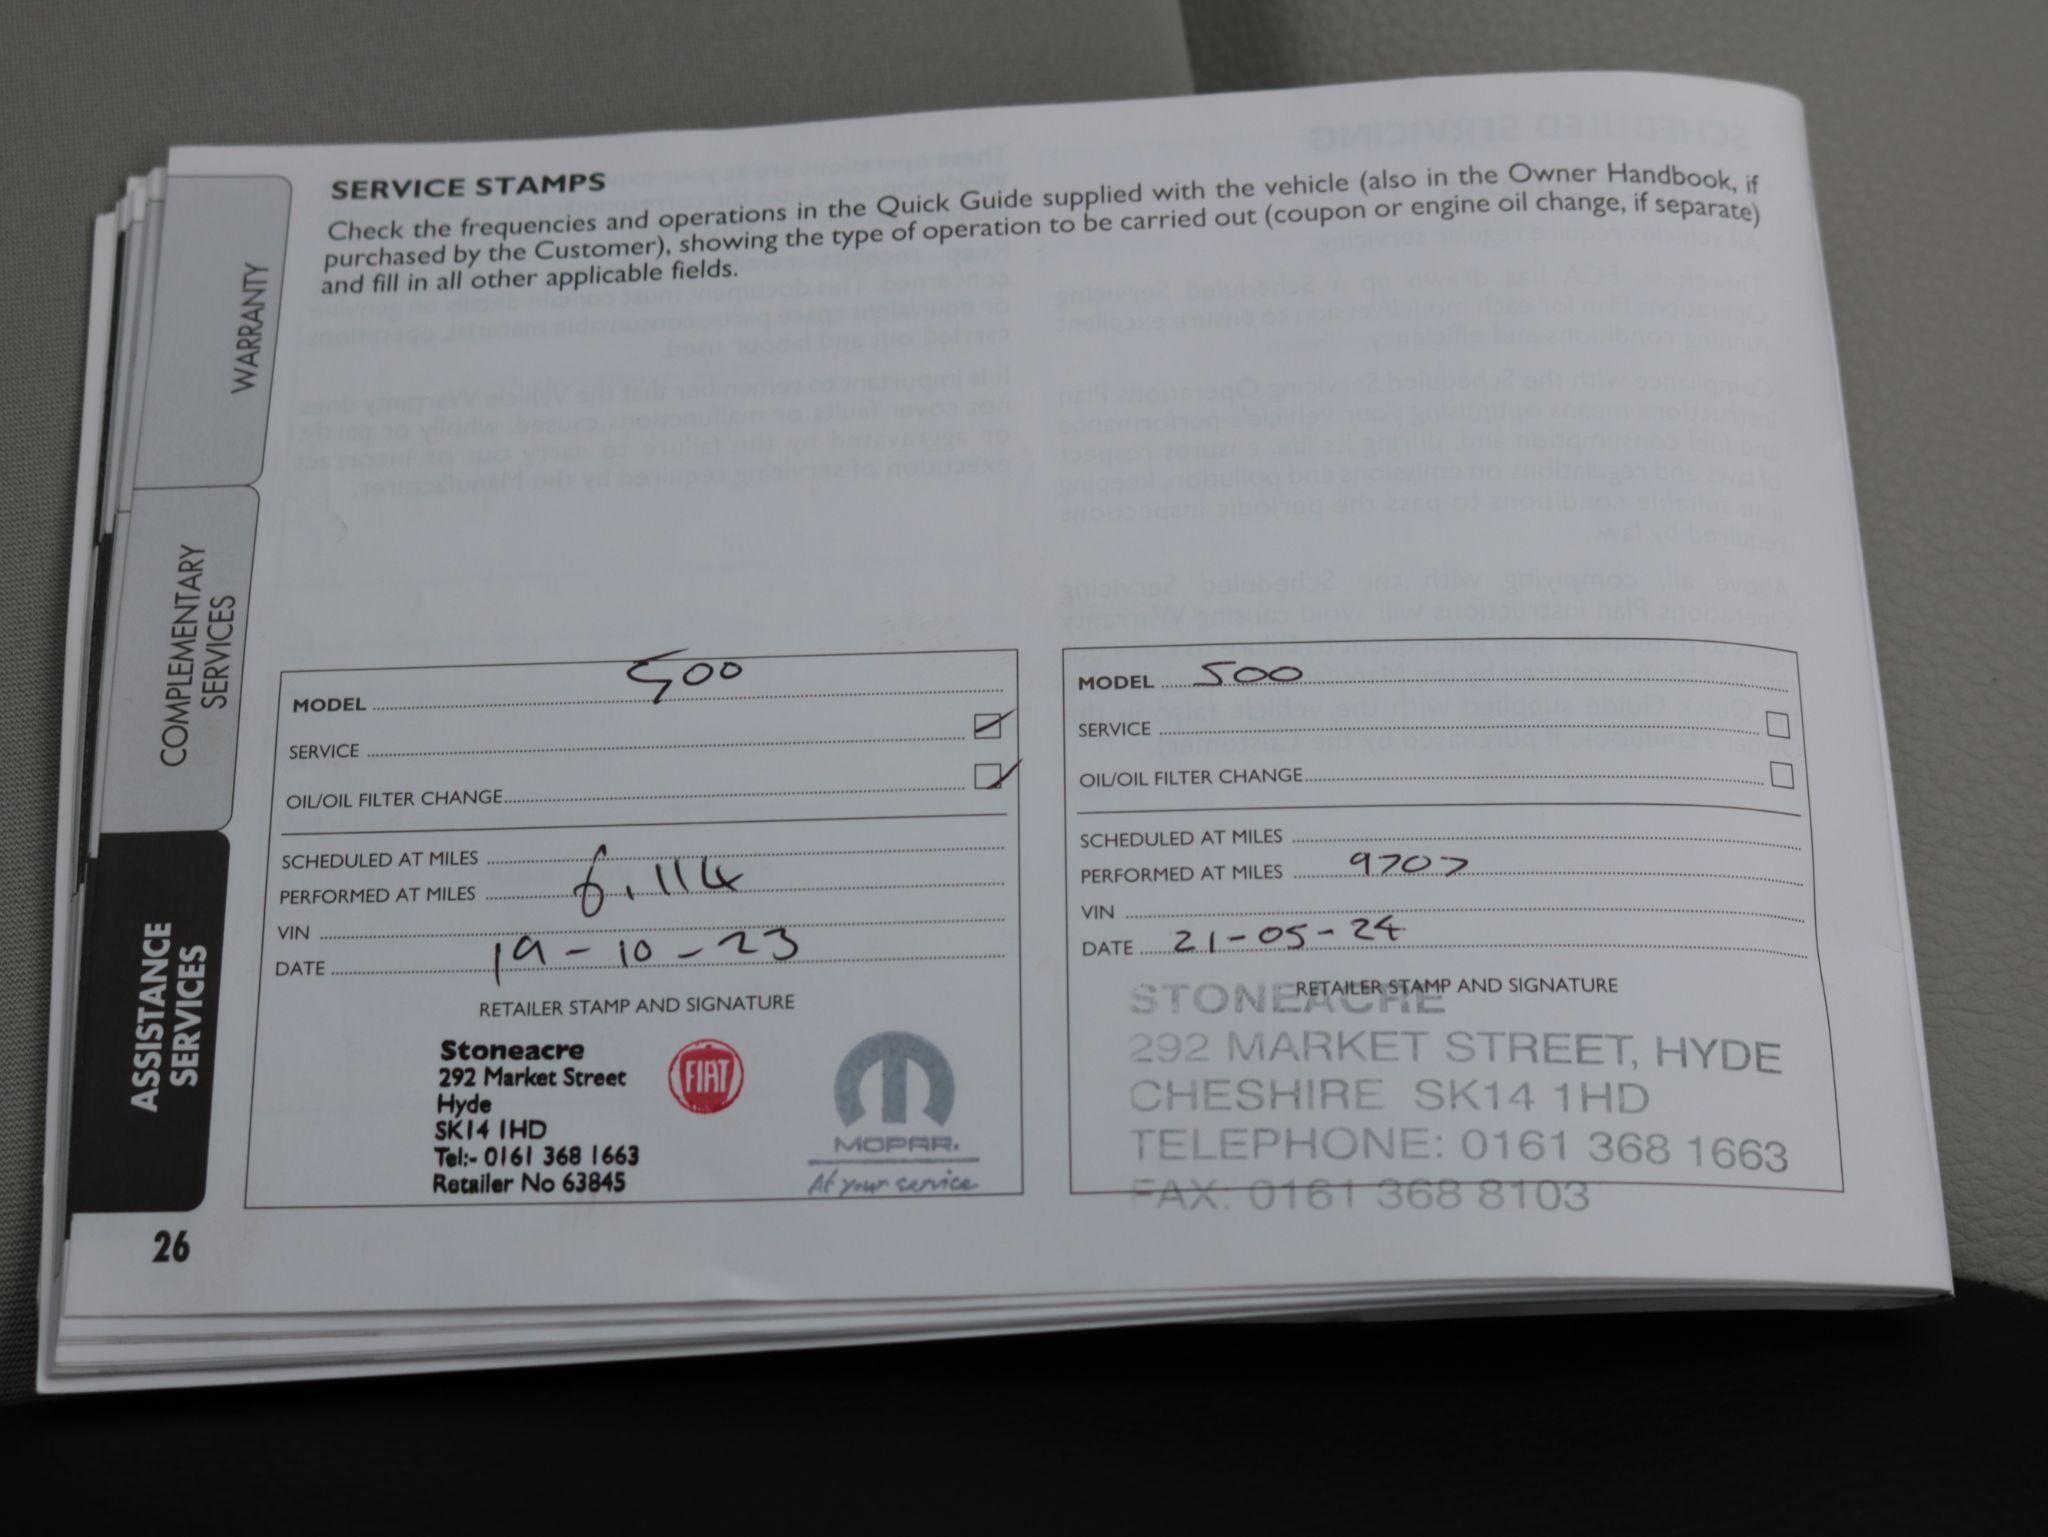 WARRANTY
COMPLEMENTARY
SERVICES
ASSISTANCE
SERVICES
26
SERVICE STAMPS
Check the frequencies and operations in the Quick Guide supplied with the vehicle (also in the Owner Handbook, if
purchased by the Customer), showing the type of operation to be carried out (coupon or engine oil change, if separate)
and fill in all other applicable fields.
MODEL 500
SERVICE
OIL/OIL FILTER CHANGE
SCHEDULED AT MILES
PERFORMED AT MILES 6,114
VIN
DATE 19-10-23
RETAILER STAMP AND SIGNATURE
Stoneacre
292 Market Street
Hyde
SK14 1HD
Tel:- 0161 368 1663
Retailer No 63845
FIAT
MOPAR.
At your service
MODEL 500
SERVICE
OIL/OIL FILTER CHANGE
SCHEDULED AT MILES
PERFORMED AT MILES 9707
VIN
DATE 21-05-24
RETAILER STAMP AND SIGNATURE
STONEACRE
292 MARKET STREET, HYDE
CHESHIRE SK14 1HD
TELEPHONE: 0161 368 1663
FAX: 0161 368 8103